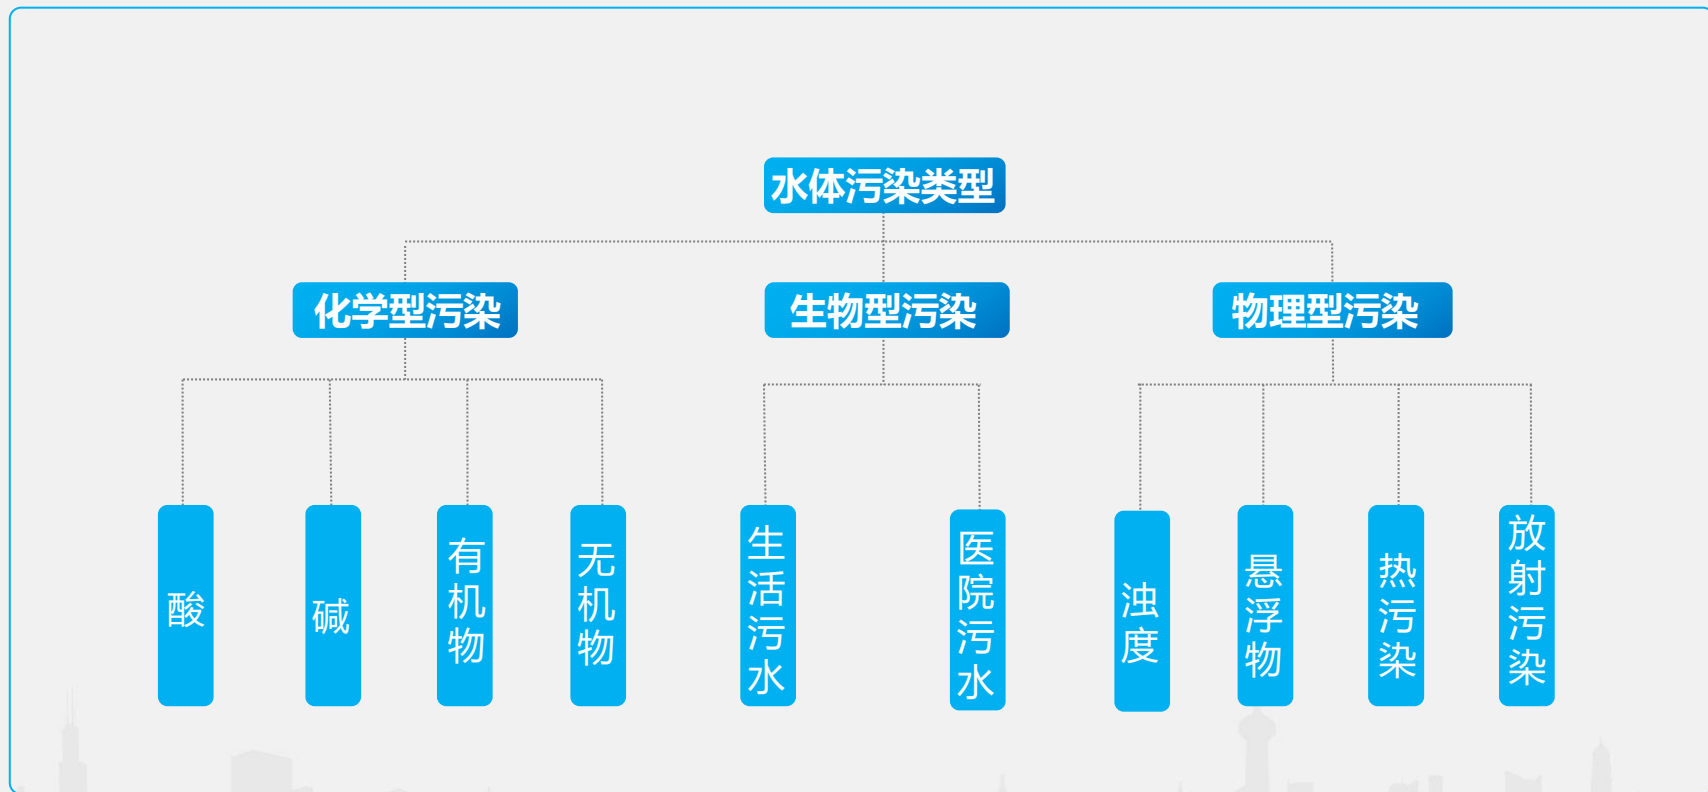 水体污染类型
化学型污染
生物型污染
物理型污染
酸
碱
有机物
无机物
生活污水
医院污水
浊度
悬浮物
热污染
放射污染